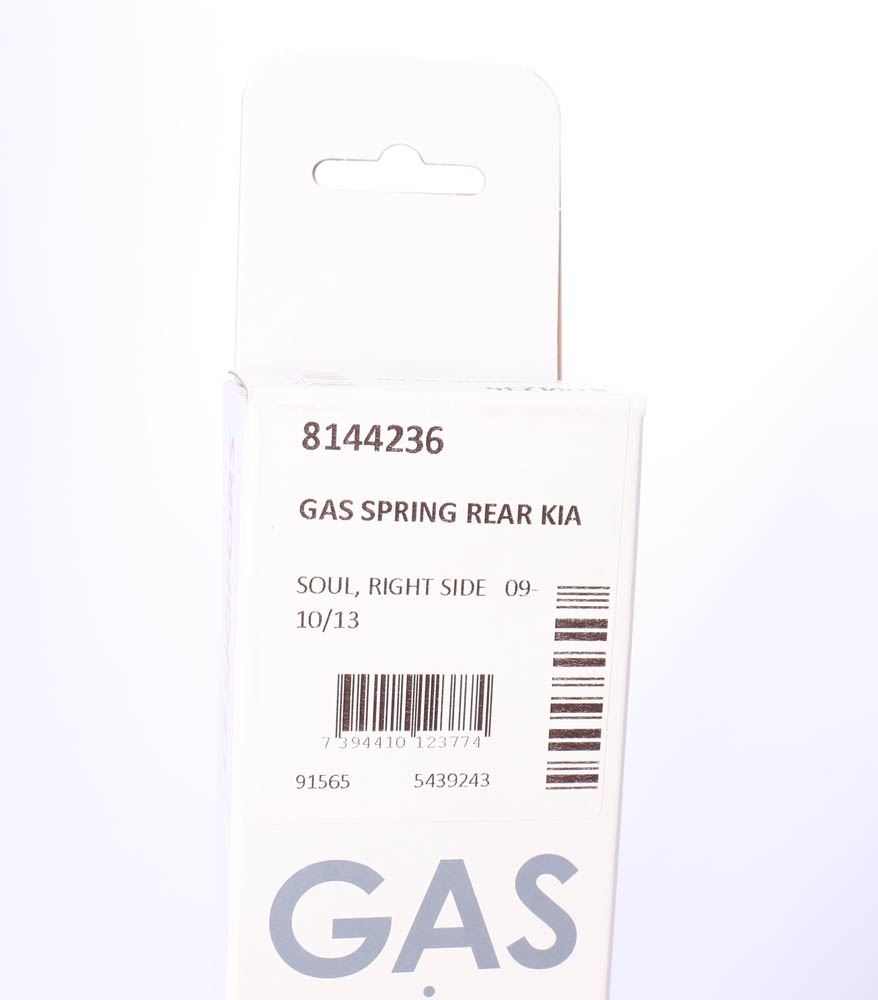 8144236
GAS SPRING REAR KIA
SOUL, RIGHT SIDE 09-
10/13
7 394410 123774
91565 5439243
GAS